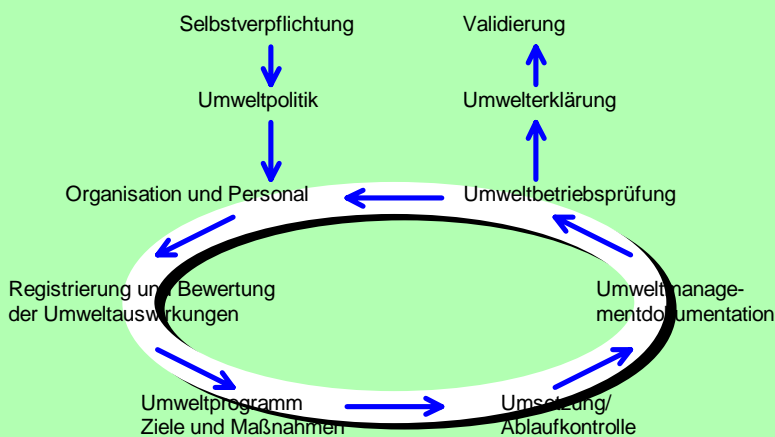 Selbstverpflichtung
Validierung
Umweltpolitik
Umwelterklärung
Organisation und Personal
Umweltbetriebsprüfung
Registrierung und Bewertung
der Umweltauswirkungen
Umweltmanage-
mentdokumentation
Umweltprogramm
Ziele und Maßnahmen
Umsetzung/
Ablaufkontrolle